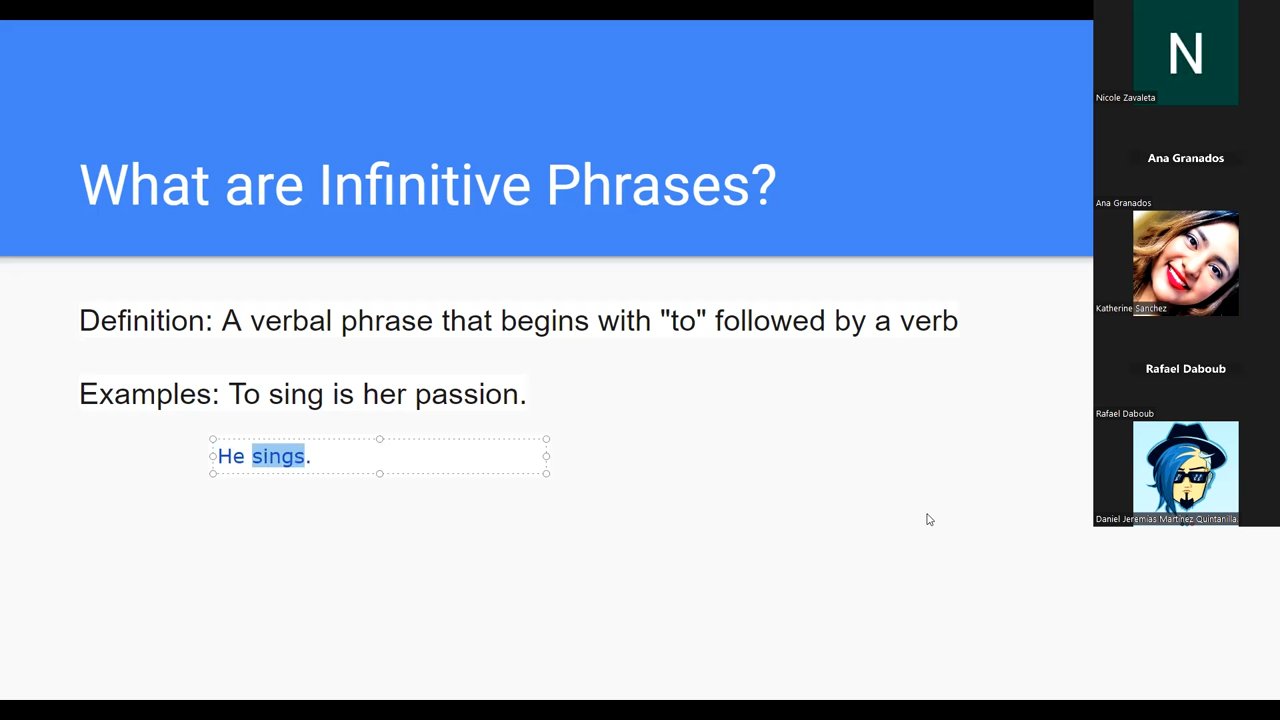 What are Infinitive Phrases?
Definition: A verbal phrase that begins with "to" followed by a verb
Examples: To sing is her passion.
He sings.
N
Nicole Zavaleta
Ana Granados
Ana Granados
Katherine Sanchez
Rafael Daboub
Rafael Daboub
Daniel Jeremias Martinez Quintanilla